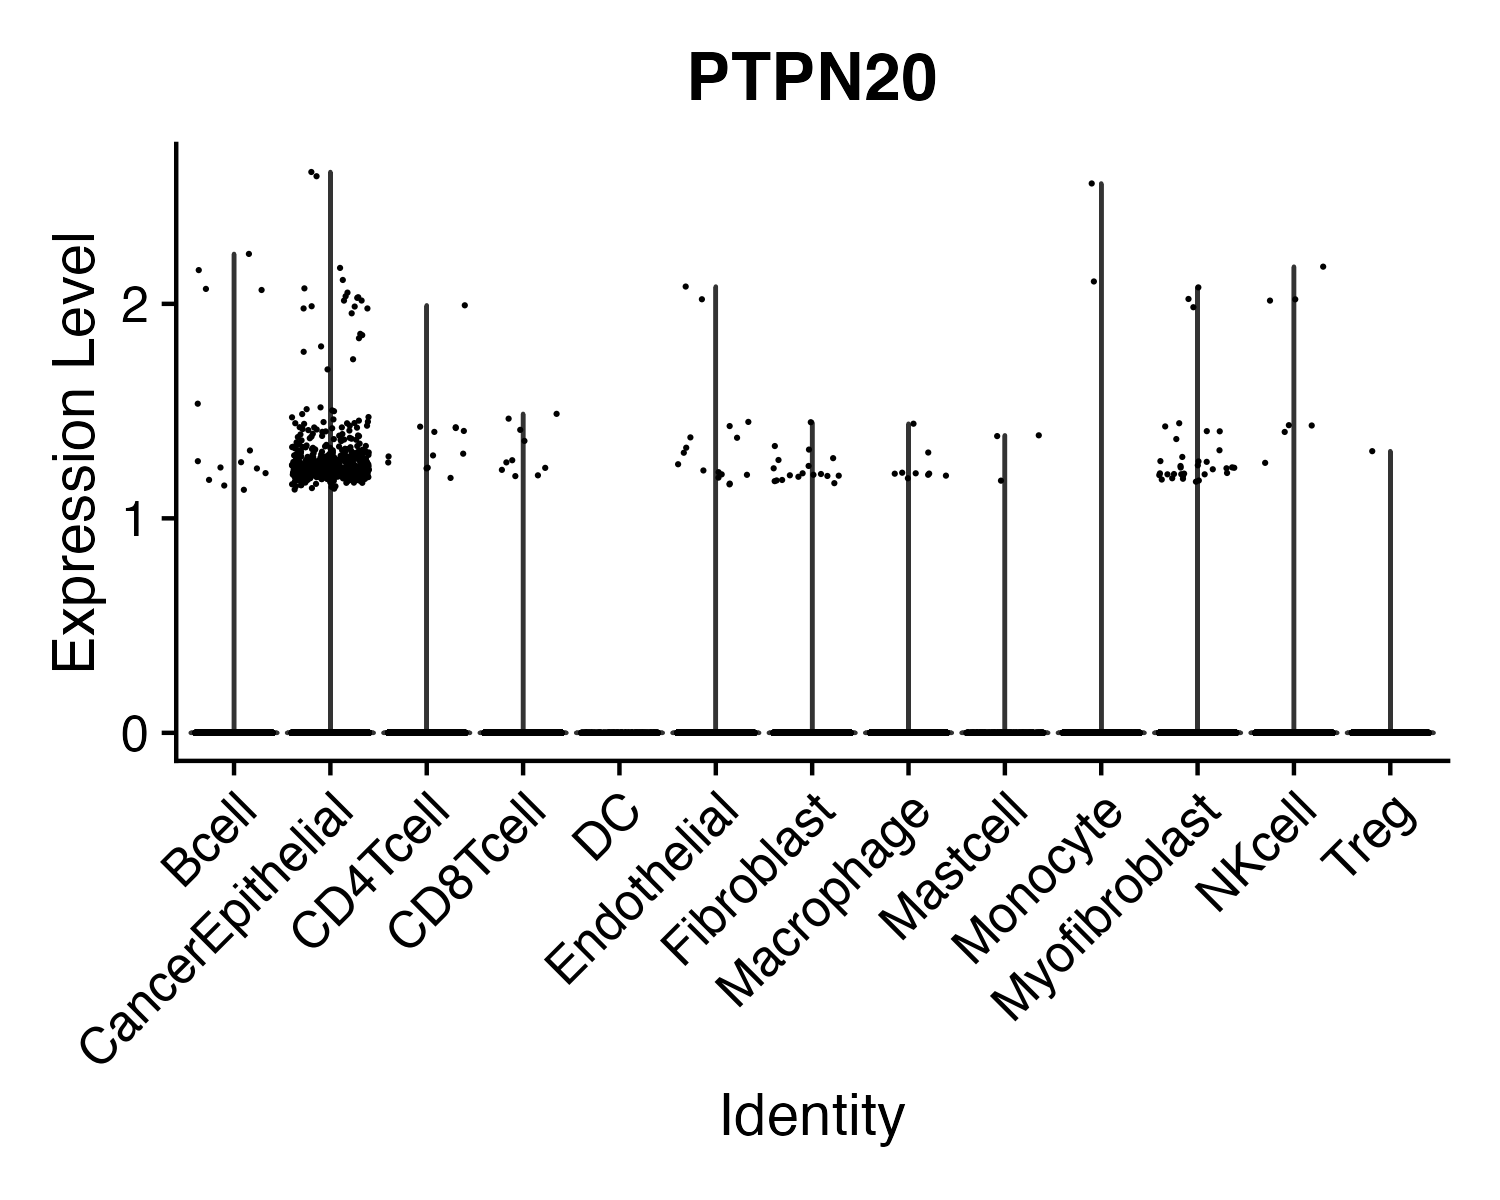 PTPN20
Expression Level
2
1
0
Bcell
CancerEpithelial
CD4Tcell
CD8Tcell
DC
Endothelial
Fibroblast
Macrophage
Mastcell
Monocyte
Myofibroblast
NKcell
Treg
Identity